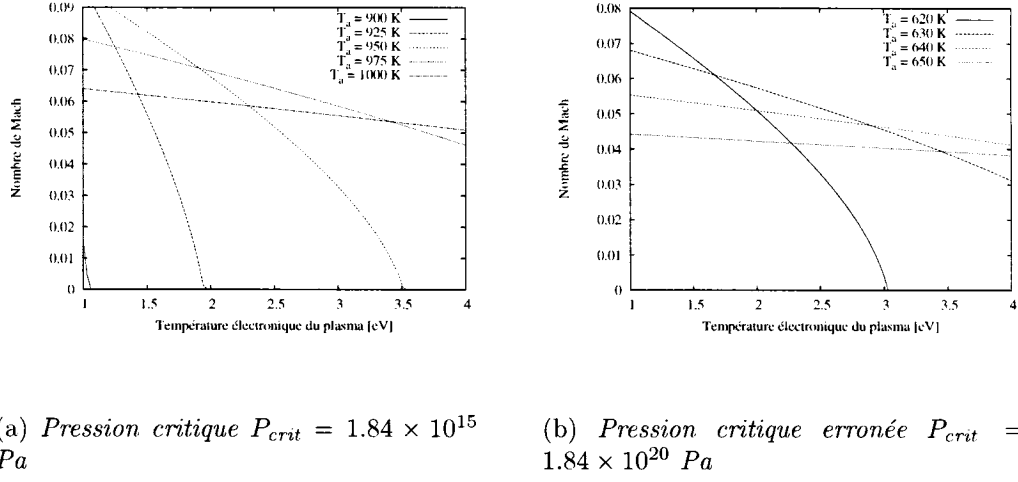 0.09
0.08
0.07
0.06
0.05
0.04
0.03
0.02
0.01
0
Nombre de Mach
T_a = 900 K
T_a = 925 K
T_a = 950 K
T_a = 975 K
T_a = 1000 K
1 1.5 2 2.5 3 3.5 4
Température électronique du plasma [eV]
0.08
0.07
0.06
0.05
0.04
0.03
0.02
0.01
0
Nombre de Mach
T_a = 620 K
T_a = 630 K
T_a = 640 K
T_a = 650 K
1 1.5 2 2.5 3 3.5 4
Température électronique du plasma [eV]
(a) Pression critique P_{crit} = 1.84 × 10^{15}
Pa
(b) Pression critique erronée P_{crit} =
1.84 × 10^{20} Pa